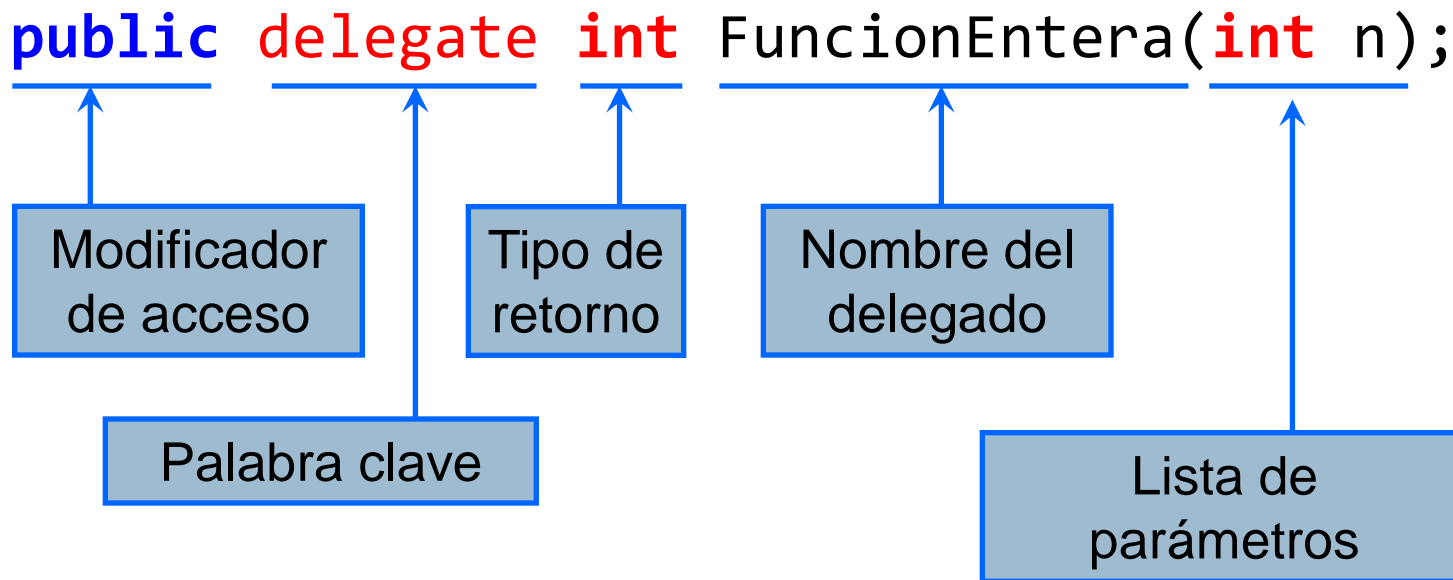 public delegate int FuncionEntera(int n);
Modificador
de acceso
Tipo de
retorno
Nombre del
delegado
Palabra clave
Lista de
parámetros